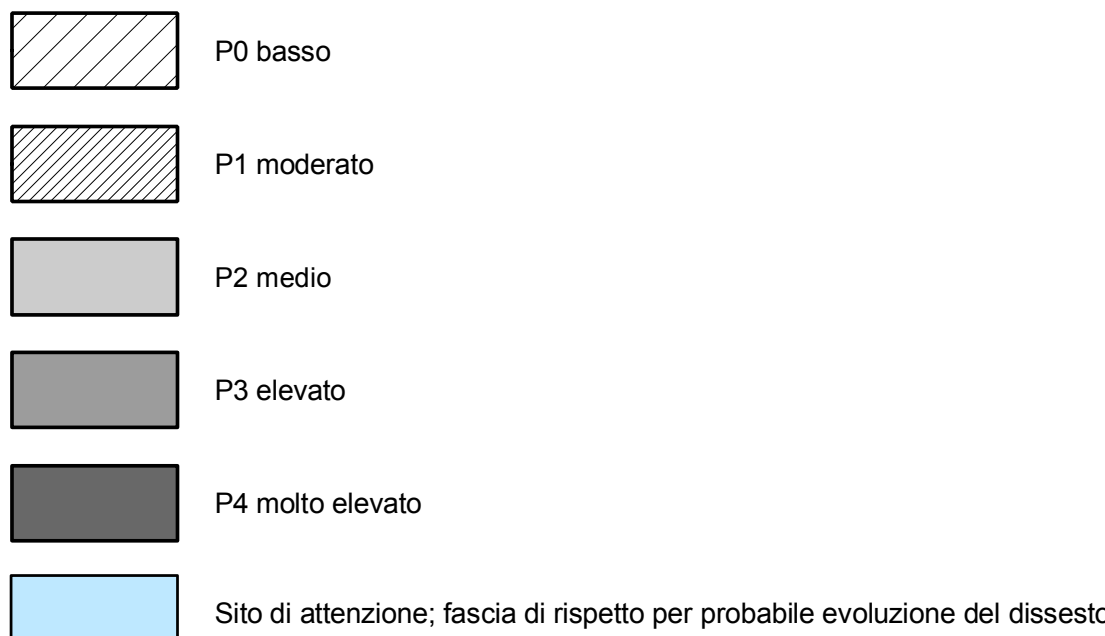 P0 basso
P1 moderato
P2 medio
P3 elevato
P4 molto elevato
Sito di attenzione; fascia di rispetto per probabile evoluzione del dissesto